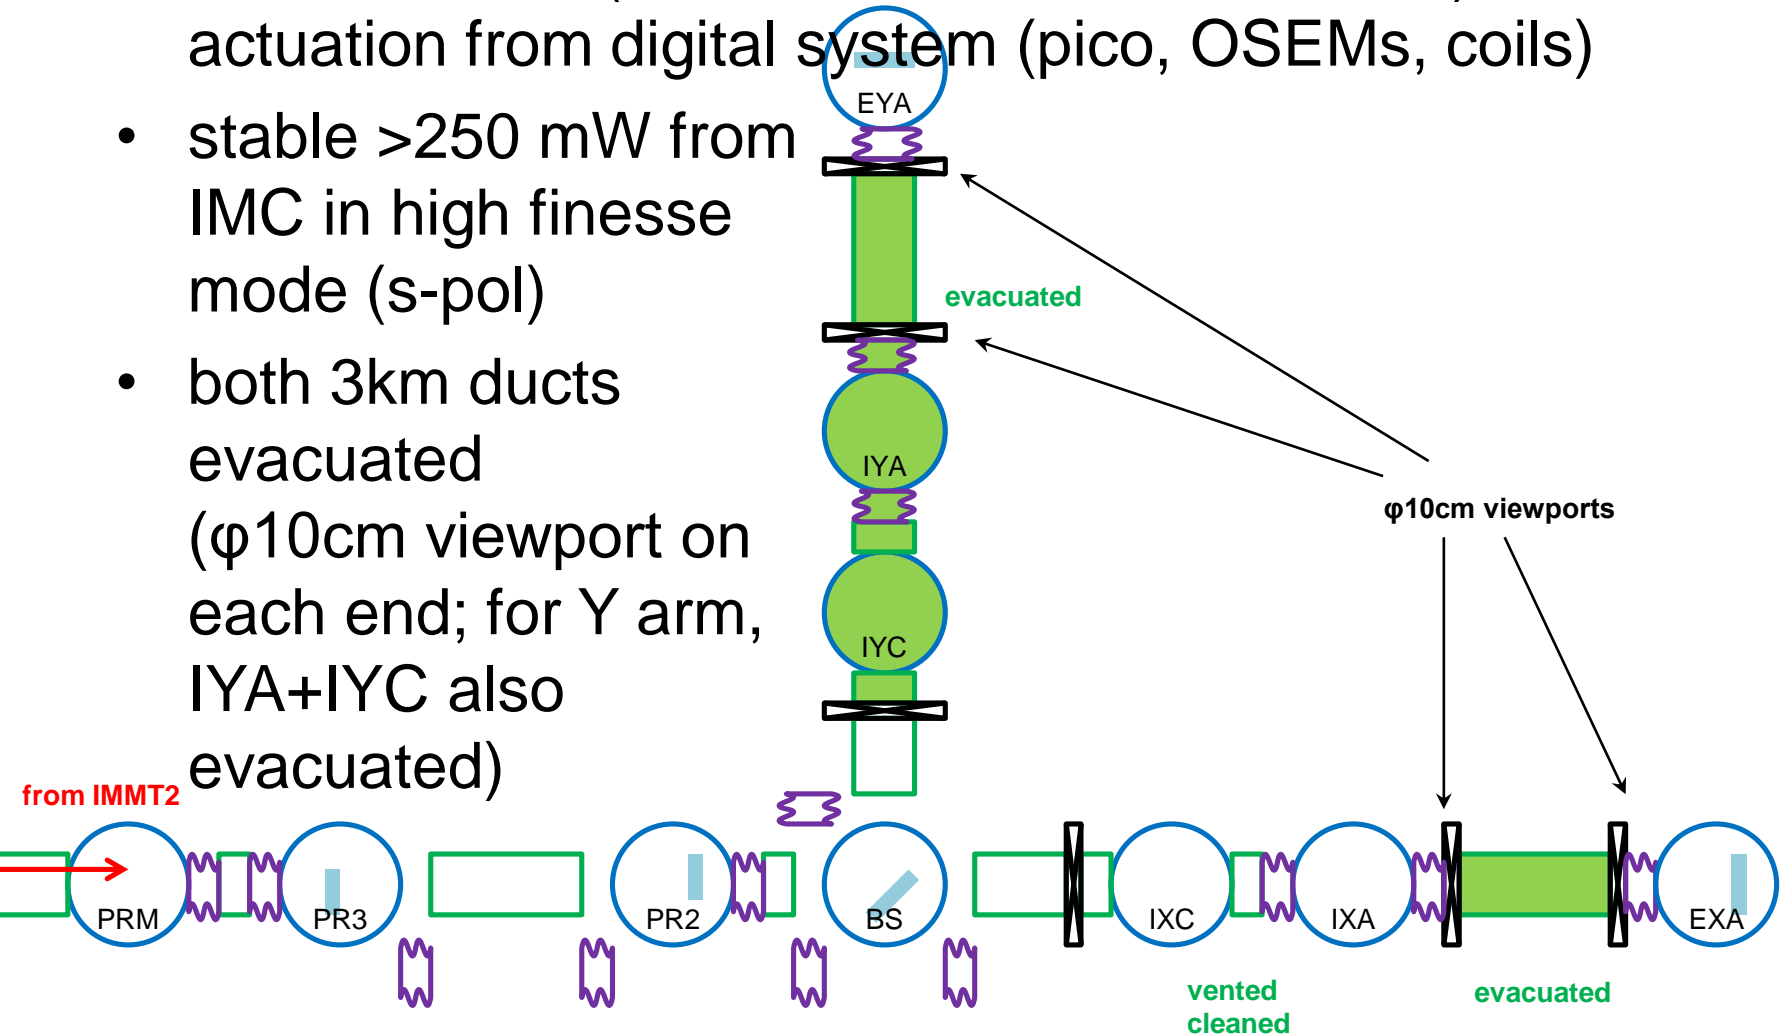 actuation from digital system (pico, OSEMs, coils)
• stable >250 mW from
IMC in high finesse
mode (s-pol)
• both 3km ducts
evacuated
(φ10cm viewport on
each end; for Y arm,
IYA+IYC also
evacuated)
EYA
evacuated
IYA
φ10cm viewports
IYC
from IMMT2
PRM
PR3
PR2
BS
IXC
IXA
EXA
vented
cleaned
evacuated